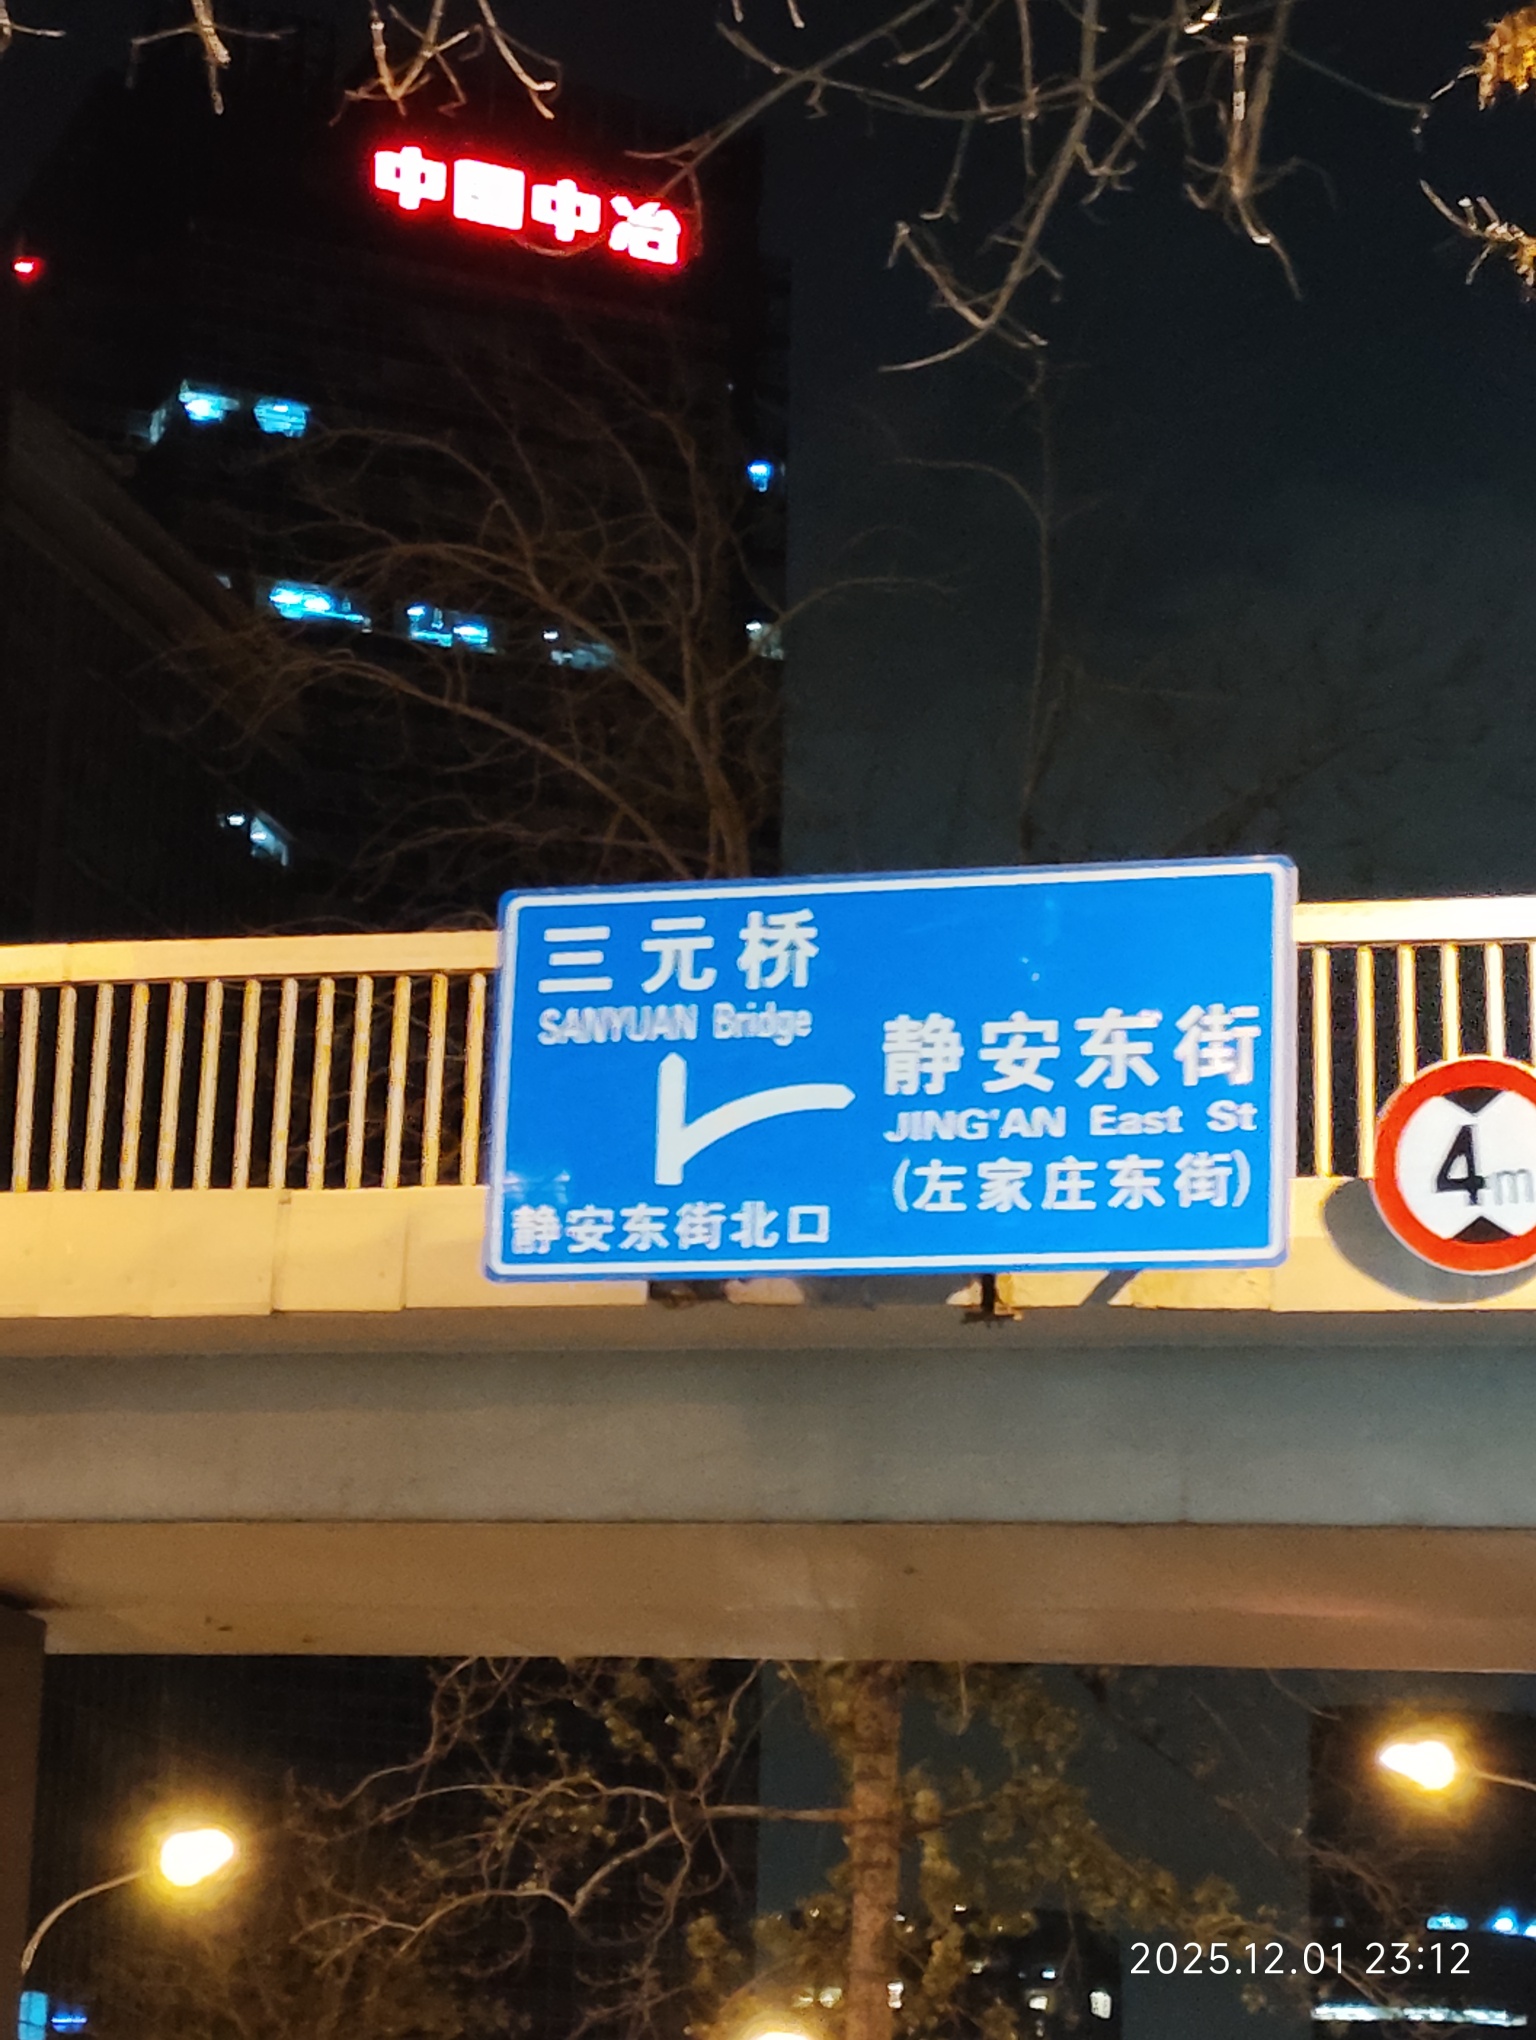 中国中冶
三元桥
SANYUAN Bridge
静安东街
JING'AN East St
(左家庄东街)
静安东街北口
4m
2025.12.01 23:12